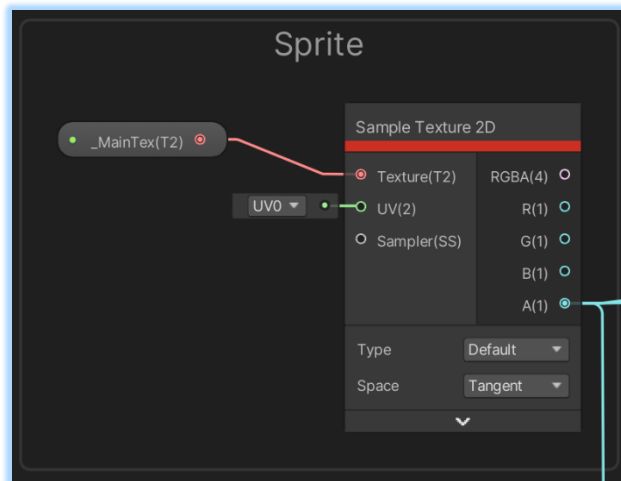 Sprite
Sample Texture 2D
_MainTex(T2)
Texture(T2) RGBA(4)
UV0 UV(2) R(1)
Sampler(SS) G(1)
B(1)
A(1)
Type Default
Space Tangent